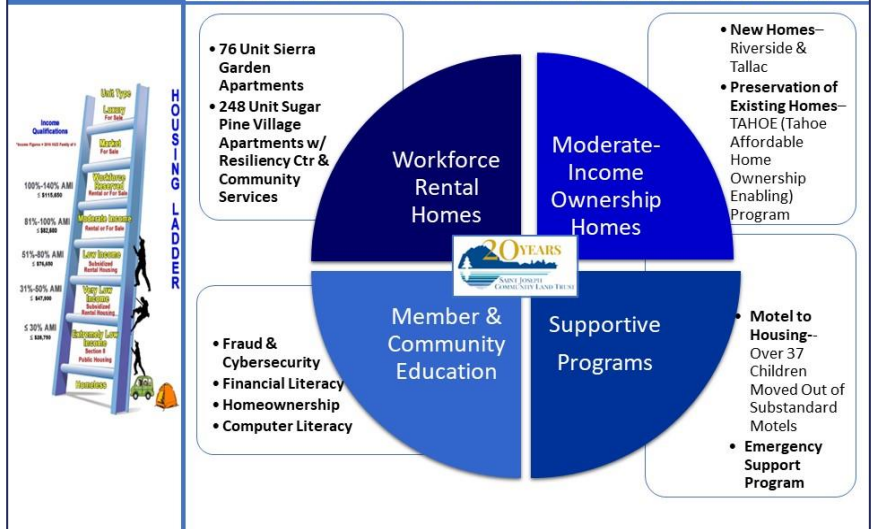 HOUSING LADDER
Income
Qualifications
Unit Type
Luxury
For Sale
Market
For Sale
100%-140% AMI
≤ $115,650
Workforce
Reserved
Rental or For Sale
81%-100% AMI
≤ $82,600
Moderate Income
Rental or For Sale
51%-80% AMI
Low Income
Subsidized
Rental Housing
31%-50% AMI
Very Low
Income
Subsidized
Rental Housing
≤ 30% AMI
Extremely Low
Income
Section 8
Public Housing
Homeless
• 76 Unit Sierra
Garden
Apartments
• 248 Unit Sugar
Pine Village
Apartments w/
Resiliency Ctr &
Community
Services
Workforce
Rental
Homes
Moderate-
Income
Ownership
Homes
• New Homes–
Riverside &
Tallac
• Preservation of
Existing Homes–
TAHOE (Tahoe
Affordable
Home
Ownership
Enabling)
Program
20 YEARS
SAINT JOSEPH
COMMUNITY LAND TRUST
• Fraud &
Cybersecurity
• Financial Literacy
• Homeownership
• Computer Literacy
Member &
Community
Education
Supportive
Programs
• Motel to
Housing--
Over 37
Children
Moved Out of
Substandard
Motels
• Emergency
Support
Program